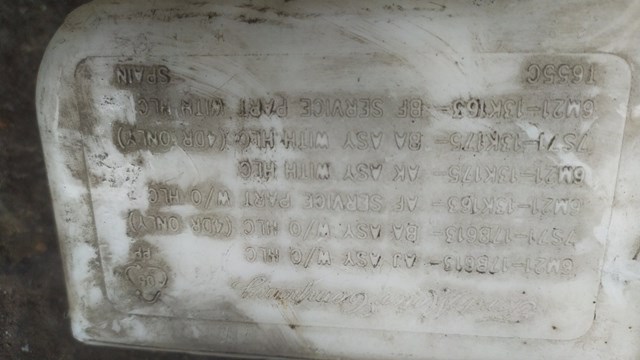 6M21-17B613- AJ ASY W/O HLC
7S71-17B613- BA ASY W/O HLC (4DR ONLY)
6M21-13K163- AF SERVICE PART W/O HLC
6M21-13K175- AK ASY WITH HLC
7S71-13K175- BA ASY WITH HLC (4DR ONLY)
6M21-13K163- BF SERVICE PART WITH HLC
T655C SPAIN